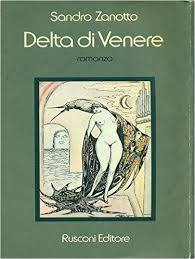 Sandro Zanotto
Delta di Venere
romanzo
Rusconi Editore